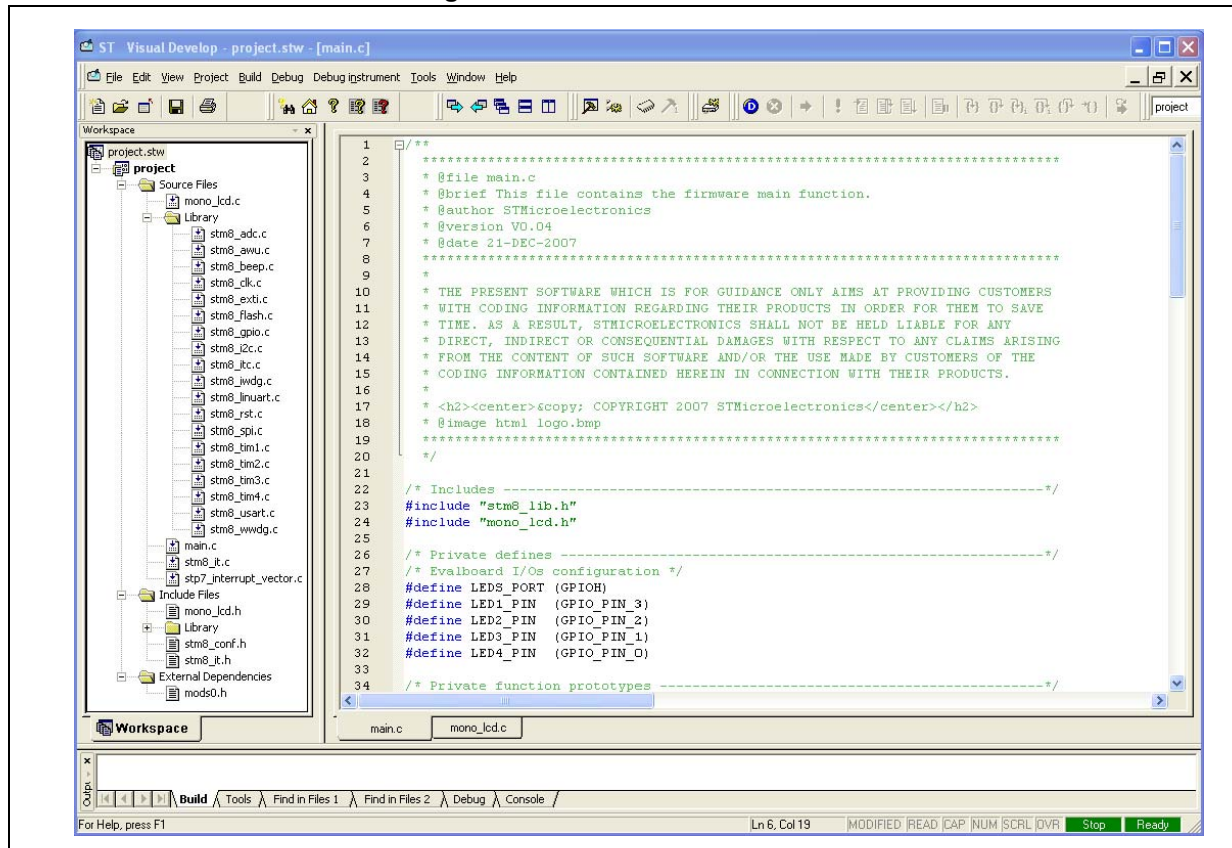 ST Visual Develop - project.stw - [main.c]
File Edit View Project Build Debug Debug instrument Tools Window Help
project
Workspace
project.stw
project
Source Files
mono_lcd.c
Library
stm8_adc.c
stm8_awu.c
stm8_beep.c
stm8_clk.c
stm8_exti.c
stm8_flash.c
stm8_gpio.c
stm8_i2c.c
stm8_itc.c
stm8_iwdg.c
stm8_linuart.c
stm8_rst.c
stm8_spi.c
stm8_tim1.c
stm8_tim2.c
stm8_tim3.c
stm8_tim4.c
stm8_usart.c
stm8_wwdg.c
main.c
stm8_it.c
stp7_interrupt_vector.c
Include Files
mono_lcd.h
Library
stm8_conf.h
stm8_it.h
External Dependencies
mods0.h
Workspace
1 /**
2 ******************************************************************************
3 * @file main.c
4 * @brief This file contains the firmware main function.
5 * @author STMicroelectronics
6 * @version V0.04
7 * @date 21-DEC-2007
8 ******************************************************************************
9 *
10 * THE PRESENT SOFTWARE WHICH IS FOR GUIDANCE ONLY AIMS AT PROVIDING CUSTOMERS
11 * WITH CODING INFORMATION REGARDING THEIR PRODUCTS IN ORDER FOR THEM TO SAVE
12 * TIME. AS A RESULT, STMICROELECTRONICS SHALL NOT BE HELD LIABLE FOR ANY
13 * DIRECT, INDIRECT OR CONSEQUENTIAL DAMAGES WITH RESPECT TO ANY CLAIMS ARISING
14 * FROM THE CONTENT OF SUCH SOFTWARE AND/OR THE USE MADE BY CUSTOMERS OF THE
15 * CODING INFORMATION CONTAINED HEREIN IN CONNECTION WITH THEIR PRODUCTS.
16 *
17 * <h2><center>&copy; COPYRIGHT 2007 STMicroelectronics</center></h2>
18 * @image html logo.bmp
19 ******************************************************************************
20 */
21
22 /* Includes ------------------------------------------------------------------*/
23 #include "stm8_lib.h"
24 #include "mono_lcd.h"
25
26 /* Private defines -----------------------------------------------------------*/
27 /* Evalboard I/Os configuration */
28 #define LEDS_PORT (GPIOH)
29 #define LED1_PIN (GPIO_PIN_3)
30 #define LED2_PIN (GPIO_PIN_2)
31 #define LED3_PIN (GPIO_PIN_1)
32 #define LED4_PIN (GPIO_PIN_0)
33
34 /* Private function prototypes -----------------------------------------------*/
main.c mono_lcd.c
Build Tools Find in Files 1 Find in Files 2 Debug Console
For Help, press F1 Ln 6, Col 19 MODIFIED READ CAP NUM SCRL OVR Stop Ready